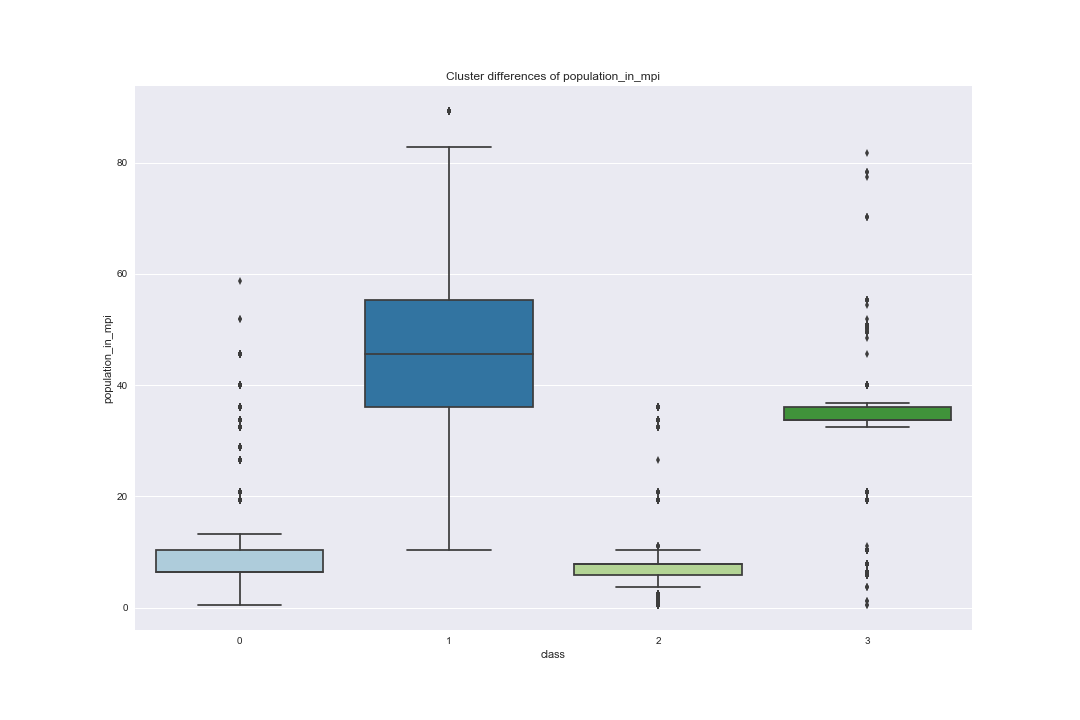 Cluster differences of population_in_mpi
population_in_mpi
80
60
40
20
0
0 1 2 3
class